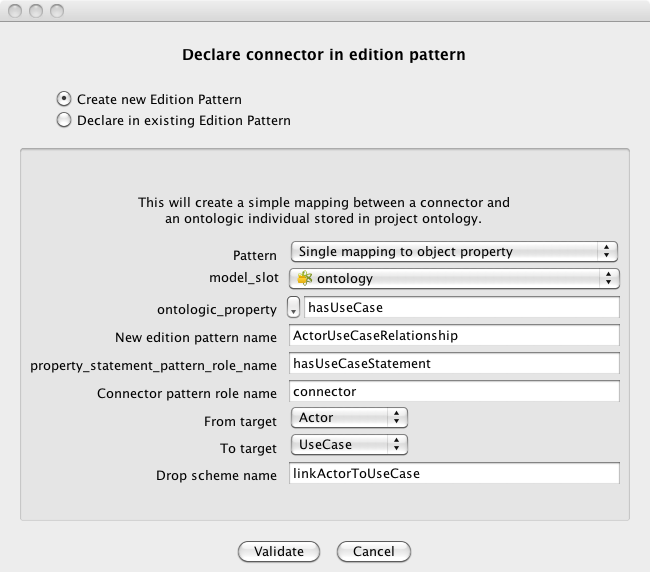 Declare connector in edition pattern
Create new Edition Pattern
Declare in existing Edition Pattern
This will create a simple mapping between a connector and
an ontologic individual stored in project ontology.
Pattern Single mapping to object property
model_slot ontology
ontologic_property hasUseCase
New edition pattern name ActorUseCaseRelationship
property_statement_pattern_role_name hasUseCaseStatement
Connector pattern role name connector
From target Actor
To target UseCase
Drop scheme name linkActorToUseCase
Validate Cancel